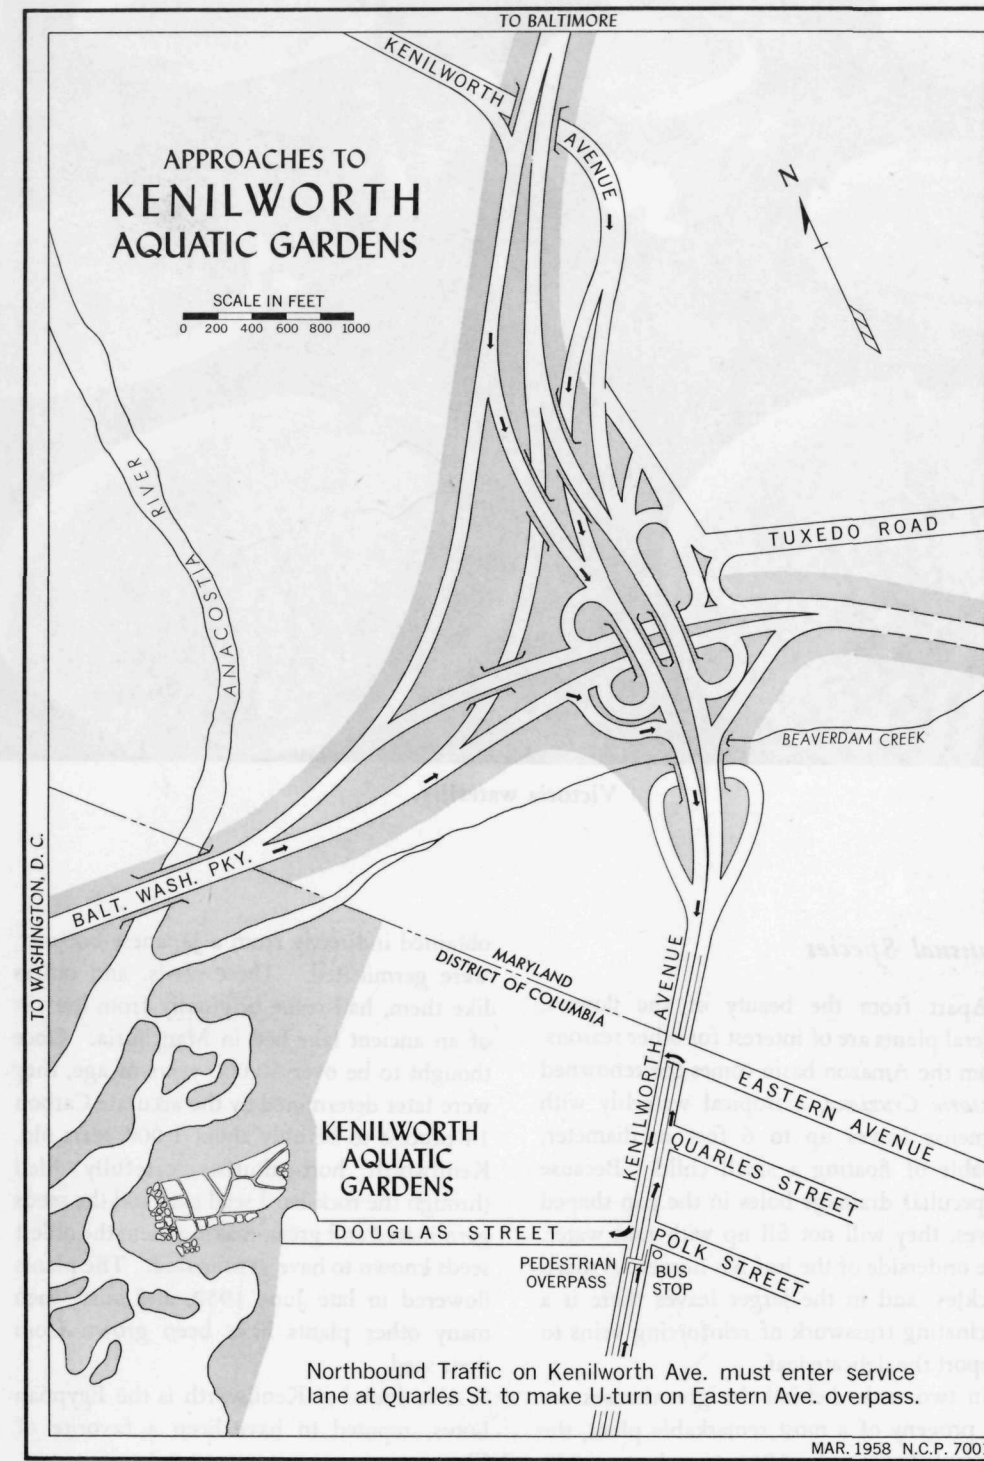 TO BALTIMORE
KENILWORTH
AVENUE
APPROACHES TO
KENILWORTH
AQUATIC GARDENS
N
SCALE IN FEET
0 200 400 600 800 1000
RIVER
ANACOSTIA
TUXEDO ROAD
BEAVERDAM CREEK
TO WASHINGTON, D. C.
BALT. WASH. PKY.
MARYLAND
DISTRICT OF COLUMBIA
KENILWORTH AVENUE
EASTERN AVENUE
QUARLES STREET
KENILWORTH
AQUATIC
GARDENS
DOUGLAS STREET
POLK STREET
PEDESTRIAN
OVERPASS
BUS
STOP
Northbound Traffic on Kenilworth Ave. must enter service
lane at Quarles St. to make U-turn on Eastern Ave. overpass.
MAR. 1958 N.C.P. 7001